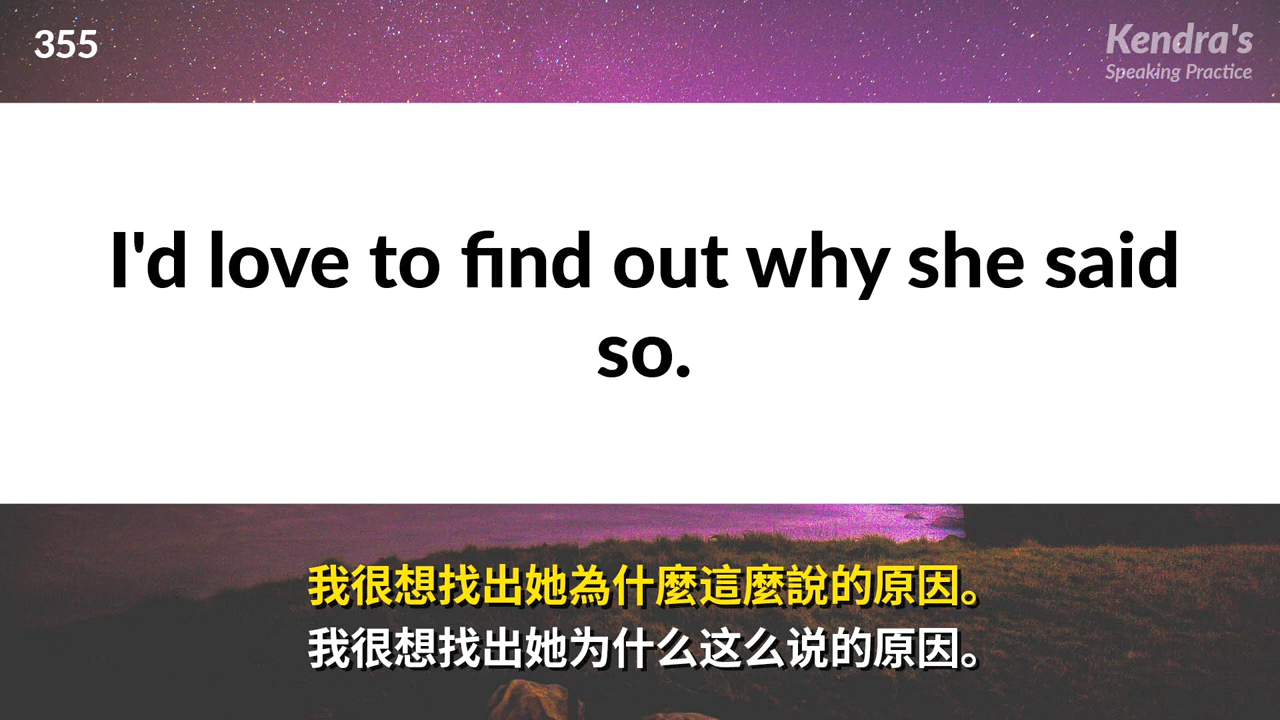 355
Kendra's
Speaking Practice
I'd love to find out why she said
so.
我很想找出她為什麼這麼說的原因。
我很想找出她为什么这么说的原因。